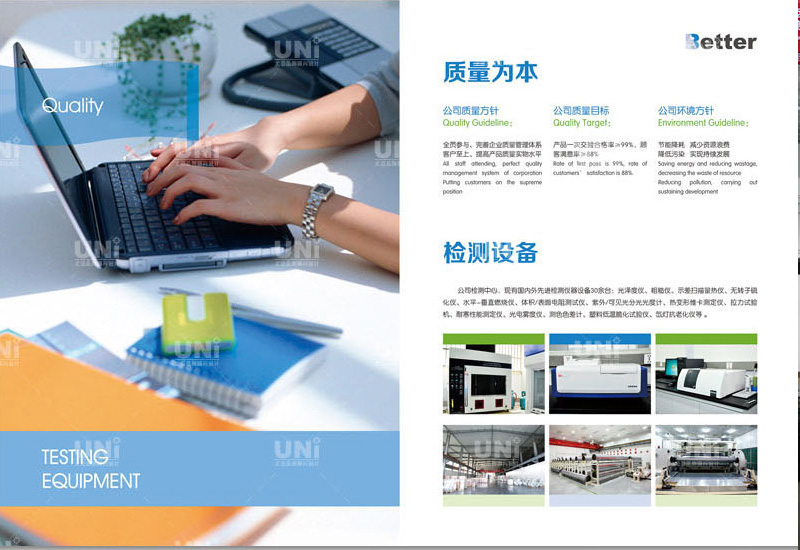 Quality
TESTING
EQUIPMENT
Better
质量为本
公司质量方针
Quality Guideline:
全员参与、完善企业质量管理体系
客户至上、提高产品质量实物水平
All staff attending, perfect quality
management system of corporation
Putting customers on the supreme
position
公司质量目标
Quality Target:
产品一次交验合格率≥99%、顾
客满意率≥88%
Rate of first pass is 99%, rate of
customers' satisfaction is 88%
公司环境方针
Environment Guideline:
节能降耗 减少资源浪费
降低污染 实现持续发展
Saving energy and reducing wastage,
decreasing the waste of resource
Reducing pollution, carrying out
sustaining development
检测设备
公司检测中心，现有国内外先进检测仪器设备30余台：光泽度仪、粗糙仪、示差扫描量热仪、无转子硫
化仪、水平-垂直燃烧仪、体积/表面电阻测试仪、紫外/可见光分光光度计、热变形维卡测定仪、拉力试验
机、耐寒性能测定仪、光电雾度仪、测色色差计、塑料低温脆化试验仪、氙灯抗老化仪等。
UNi